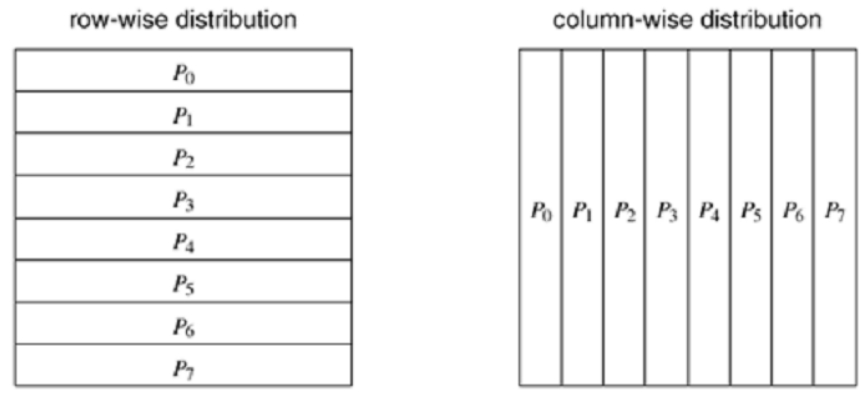 row-wise distribution
P0
P1
P2
P3
P4
P5
P6
P7
column-wise distribution
P0 P1 P2 P3 P4 P5 P6 P7